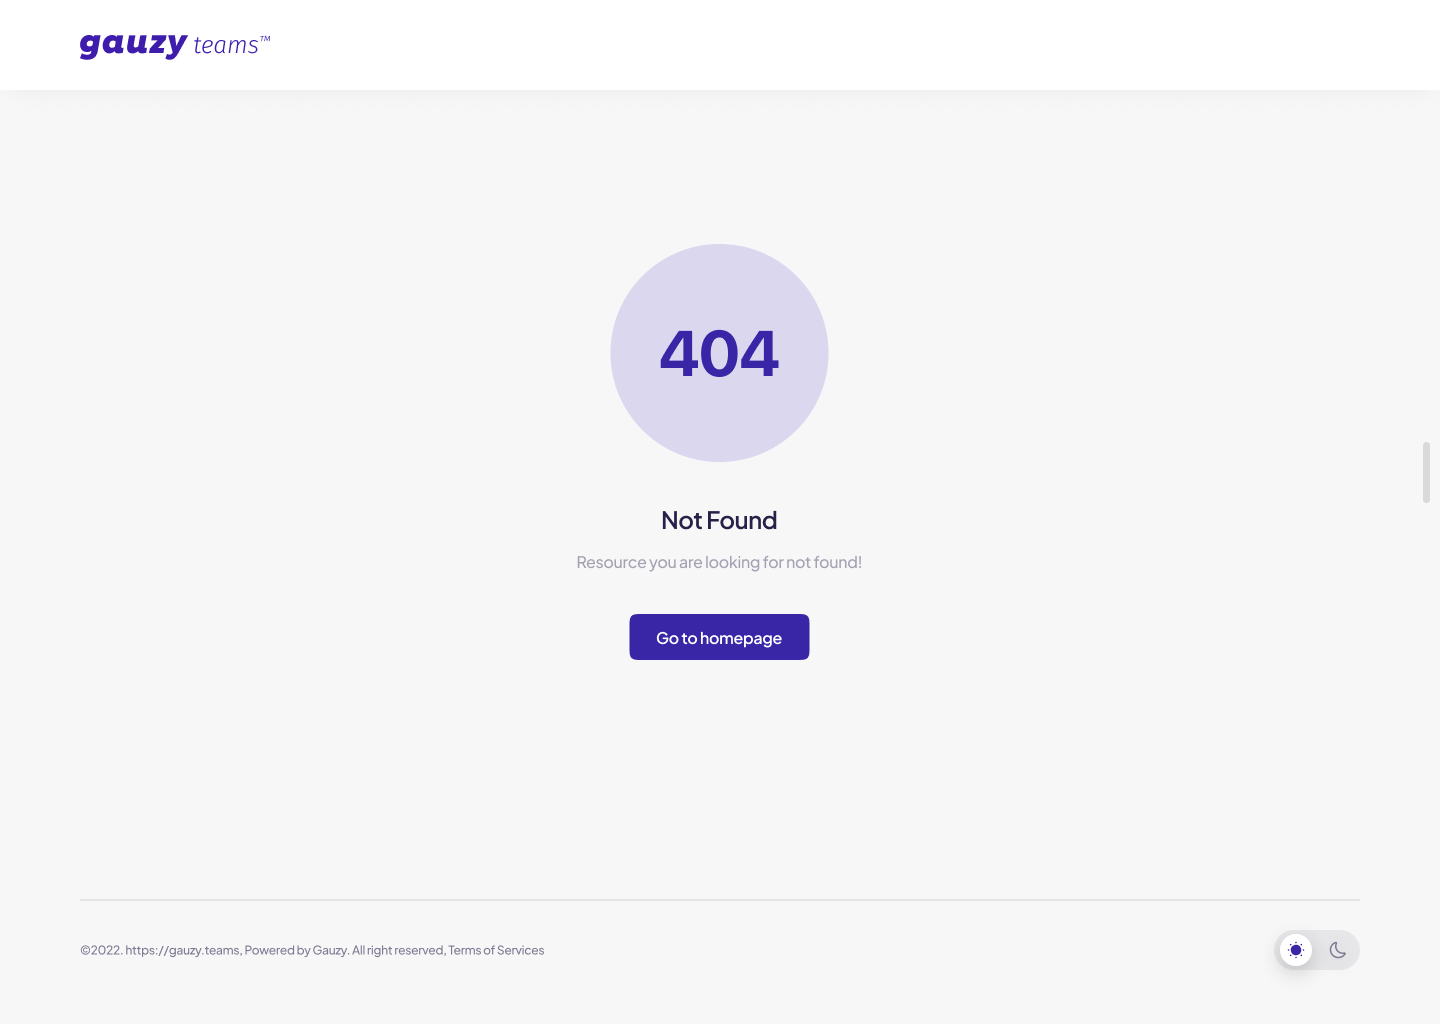 gauzy teams™
404
Not Found
Resource you are looking for not found!
Go to homepage
©2022. https://gauzy.teams, Powered by Gauzy. All right reserved, Terms of Services